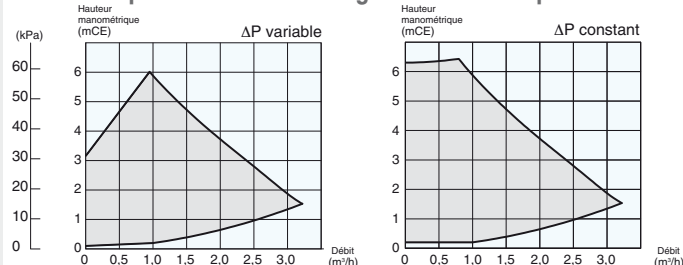 Hauteur
manométrique
(mCE)
(kPa)
ΔP variable
60
50
40
30
20
10
0
6
5
4
3
2
1
0
0 0,5 1,0 1,5 2,0 2,5 3,0
Débit
(m³/h)
Hauteur
manométrique
(mCE)
ΔP constant
6
5
4
3
2
1
0
0 0,5 1,0 1,5 2,0 2,5 3,0
Débit
(m³/h)